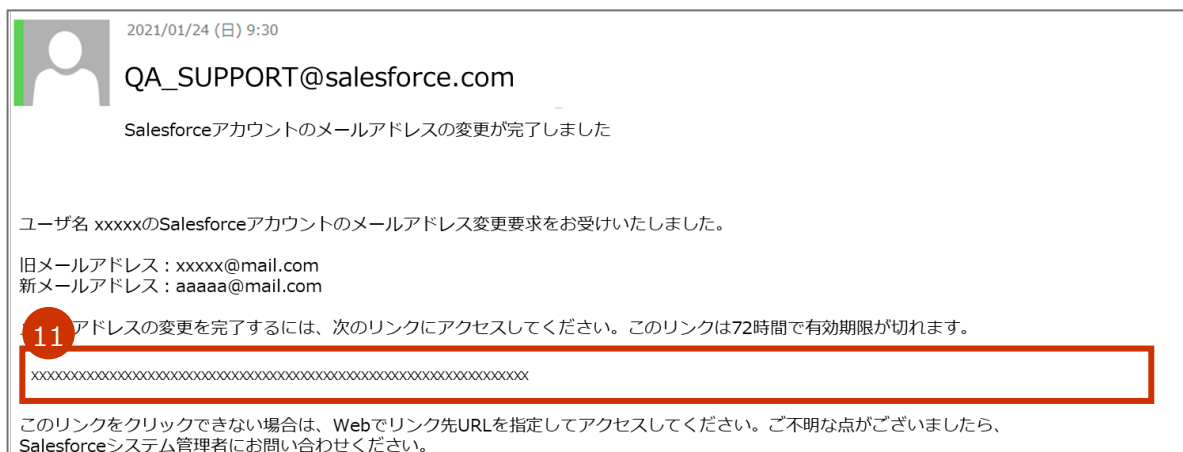 2021/01/24 (日) 9:30
QA_SUPPORT@salesforce.com
Salesforceアカウントのメールアドレスの変更が完了しました
ユーザ名 xxxxxのSalesforceアカウントのメールアドレス変更要求をお受けいたしました。
旧メールアドレス：xxxxx@mail.com
新メールアドレス：aaaaa@mail.com
11
アドレスの変更を完了するには、次のリンクにアクセスしてください。このリンクは72時間で有効期限が切れます。
xxxxxxxxxxxxxxxxxxxxxxxxxxxxxxxxxxxxxxxxxxxxxxxxxxxxxxxxxxxxxx
このリンクをクリックできない場合は、Webでリンク先URLを指定してアクセスしてください。ご不明な点がございましたら、
Salesforceシステム管理者にお問い合わせください。